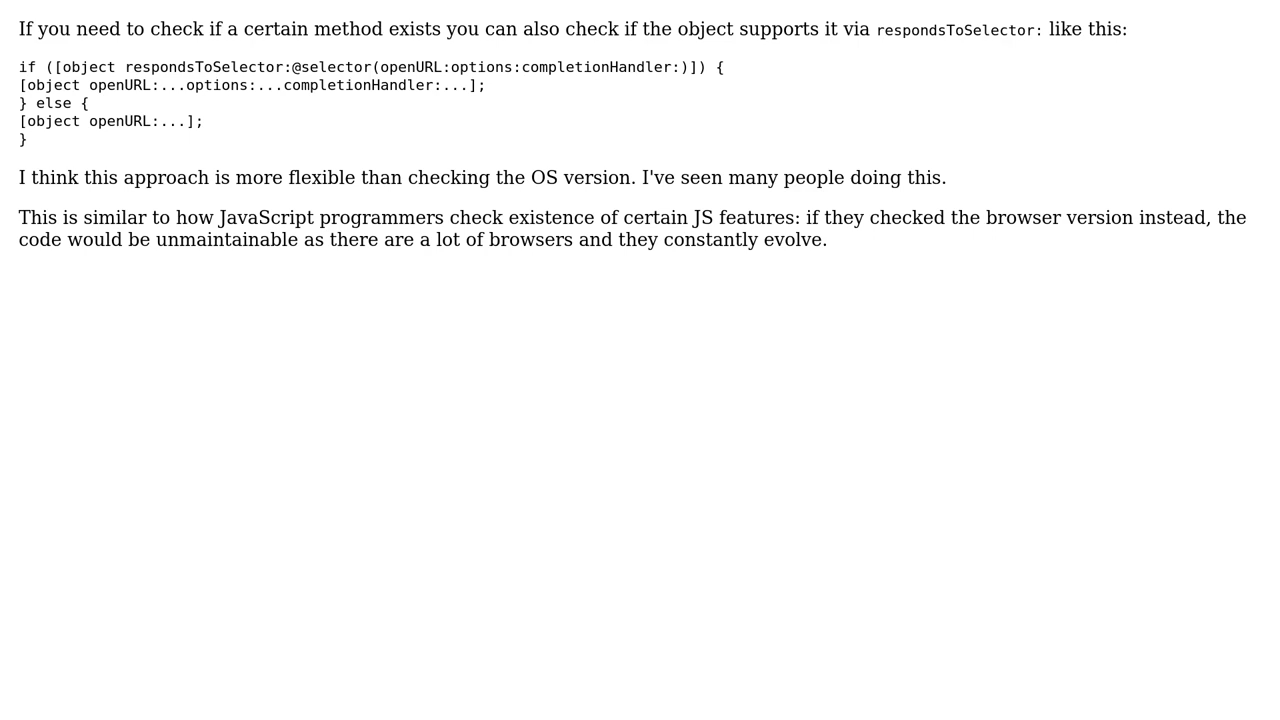 If you need to check if a certain method exists you can also check if the object supports it via respondsToSelector: like this:
if ([object respondsToSelector:@selector(openURL:options:completionHandler:)]) {
[object openURL:...options:...completionHandler:...];
} else {
[object openURL:...];
}
I think this approach is more flexible than checking the OS version. I've seen many people doing this.
This is similar to how JavaScript programmers check existence of certain JS features: if they checked the browser version instead, the
code would be unmaintainable as there are a lot of browsers and they constantly evolve.